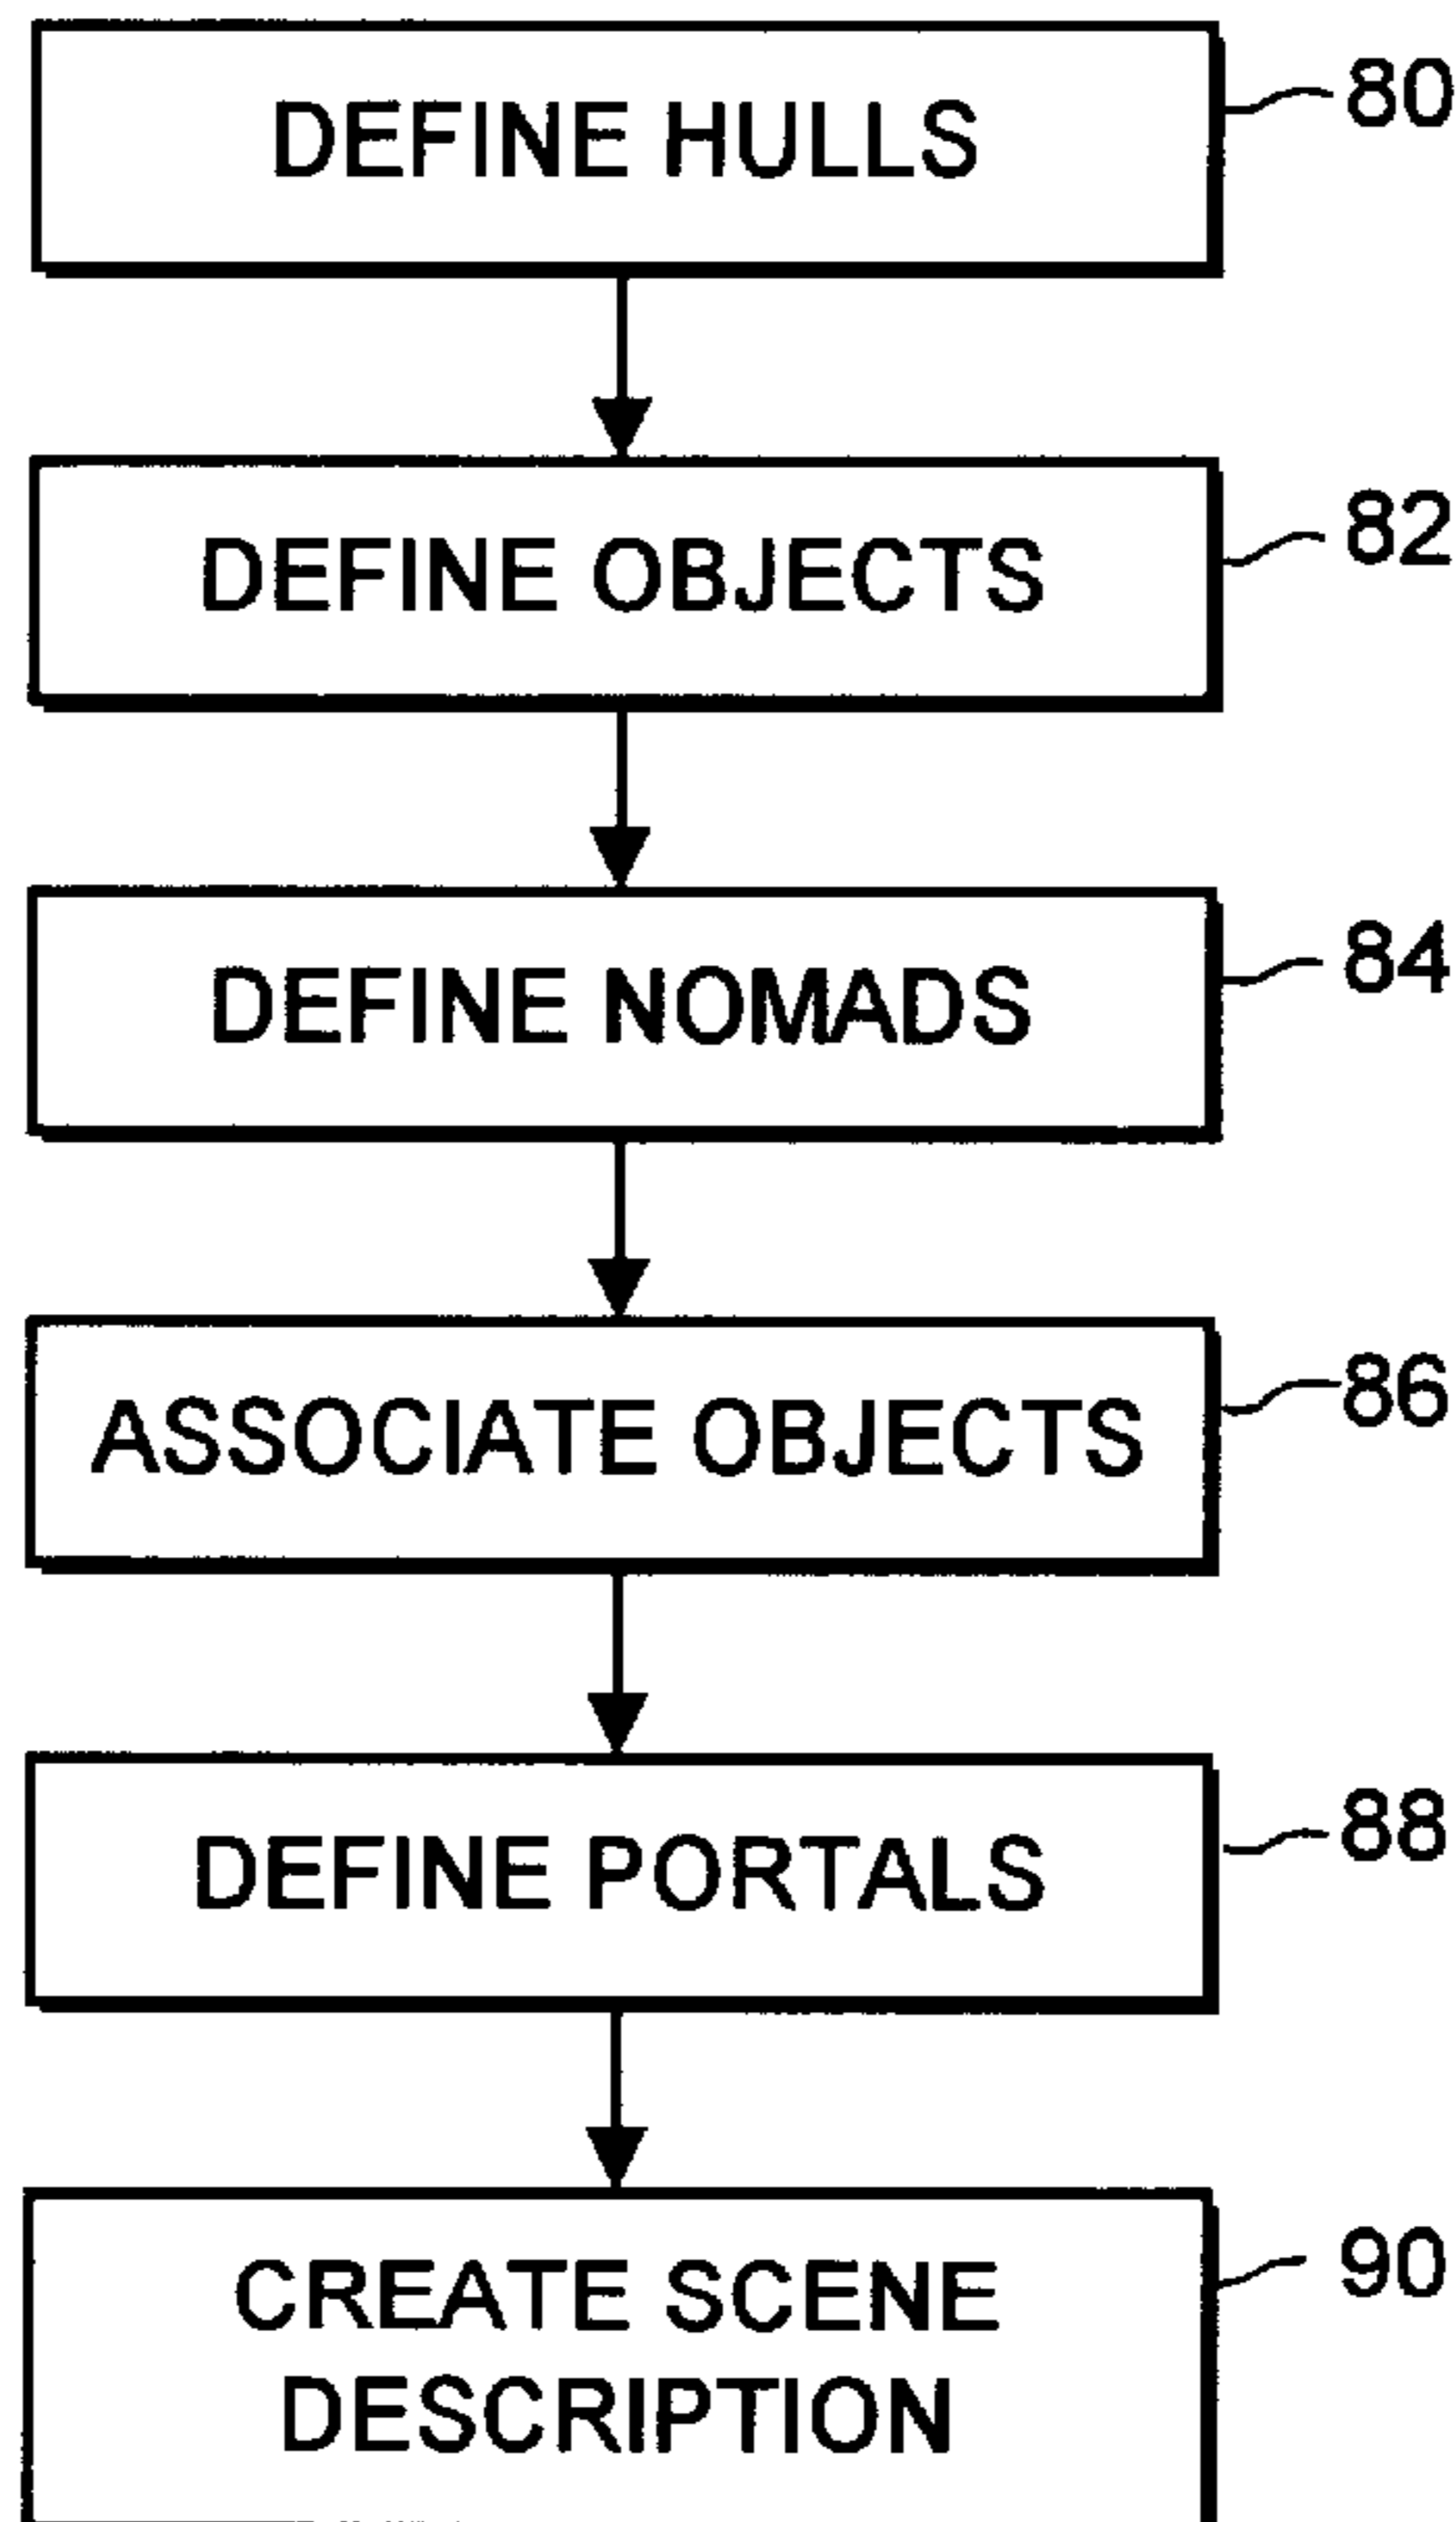 DEFINE HULLS
80
DEFINE OBJECTS
82
DEFINE NOMADS
84
ASSOCIATE OBJECTS
86
DEFINE PORTALS
88
CREATE SCENE
DESCRIPTION
90